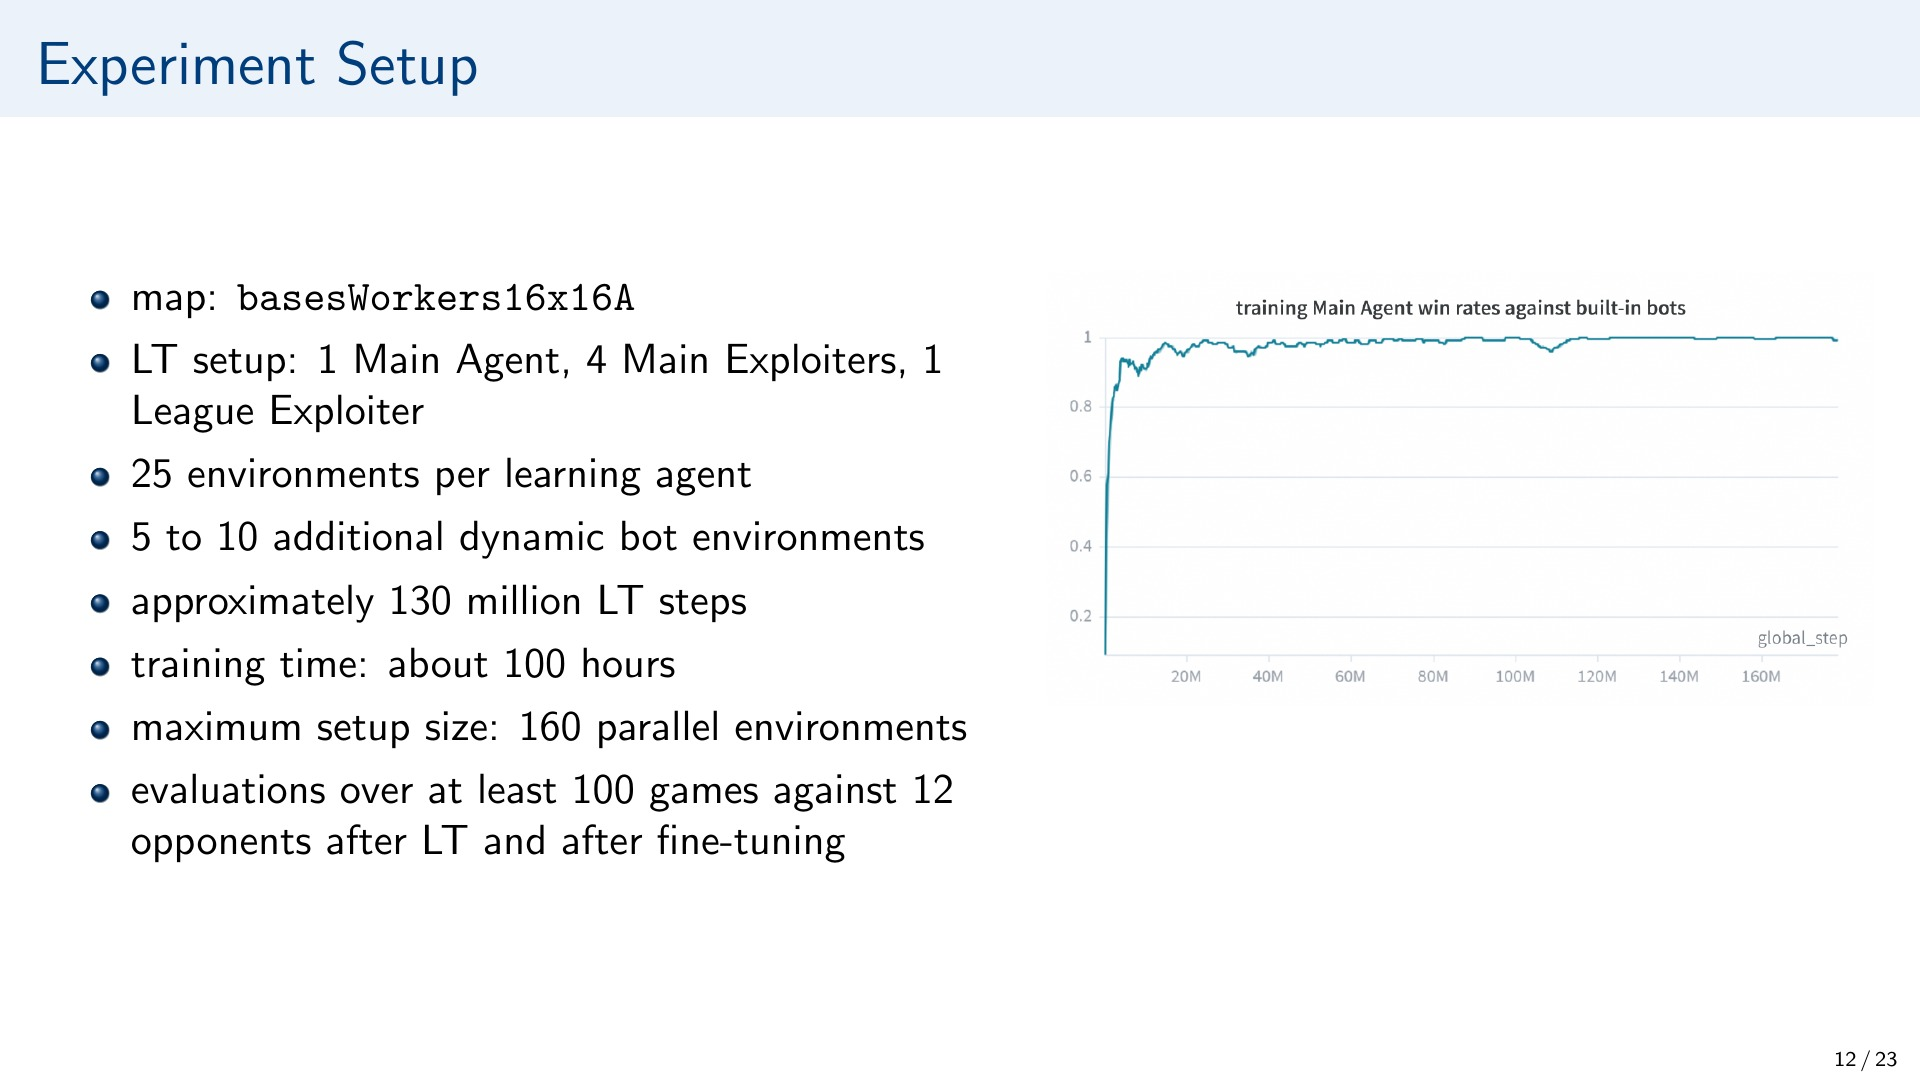 Experiment Setup
map: basesWorkers16x16A
LT setup: 1 Main Agent, 4 Main Exploiters, 1
League Exploiter
25 environments per learning agent
5 to 10 additional dynamic bot environments
approximately 130 million LT steps
training time: about 100 hours
maximum setup size: 160 parallel environments
evaluations over at least 100 games against 12
opponents after LT and after fine-tuning
training Main Agent win rates against built-in bots
1
0.8
0.6
0.4
0.2
global_step
20M 40M 60M 80M 100M 120M 140M 160M
12 / 23